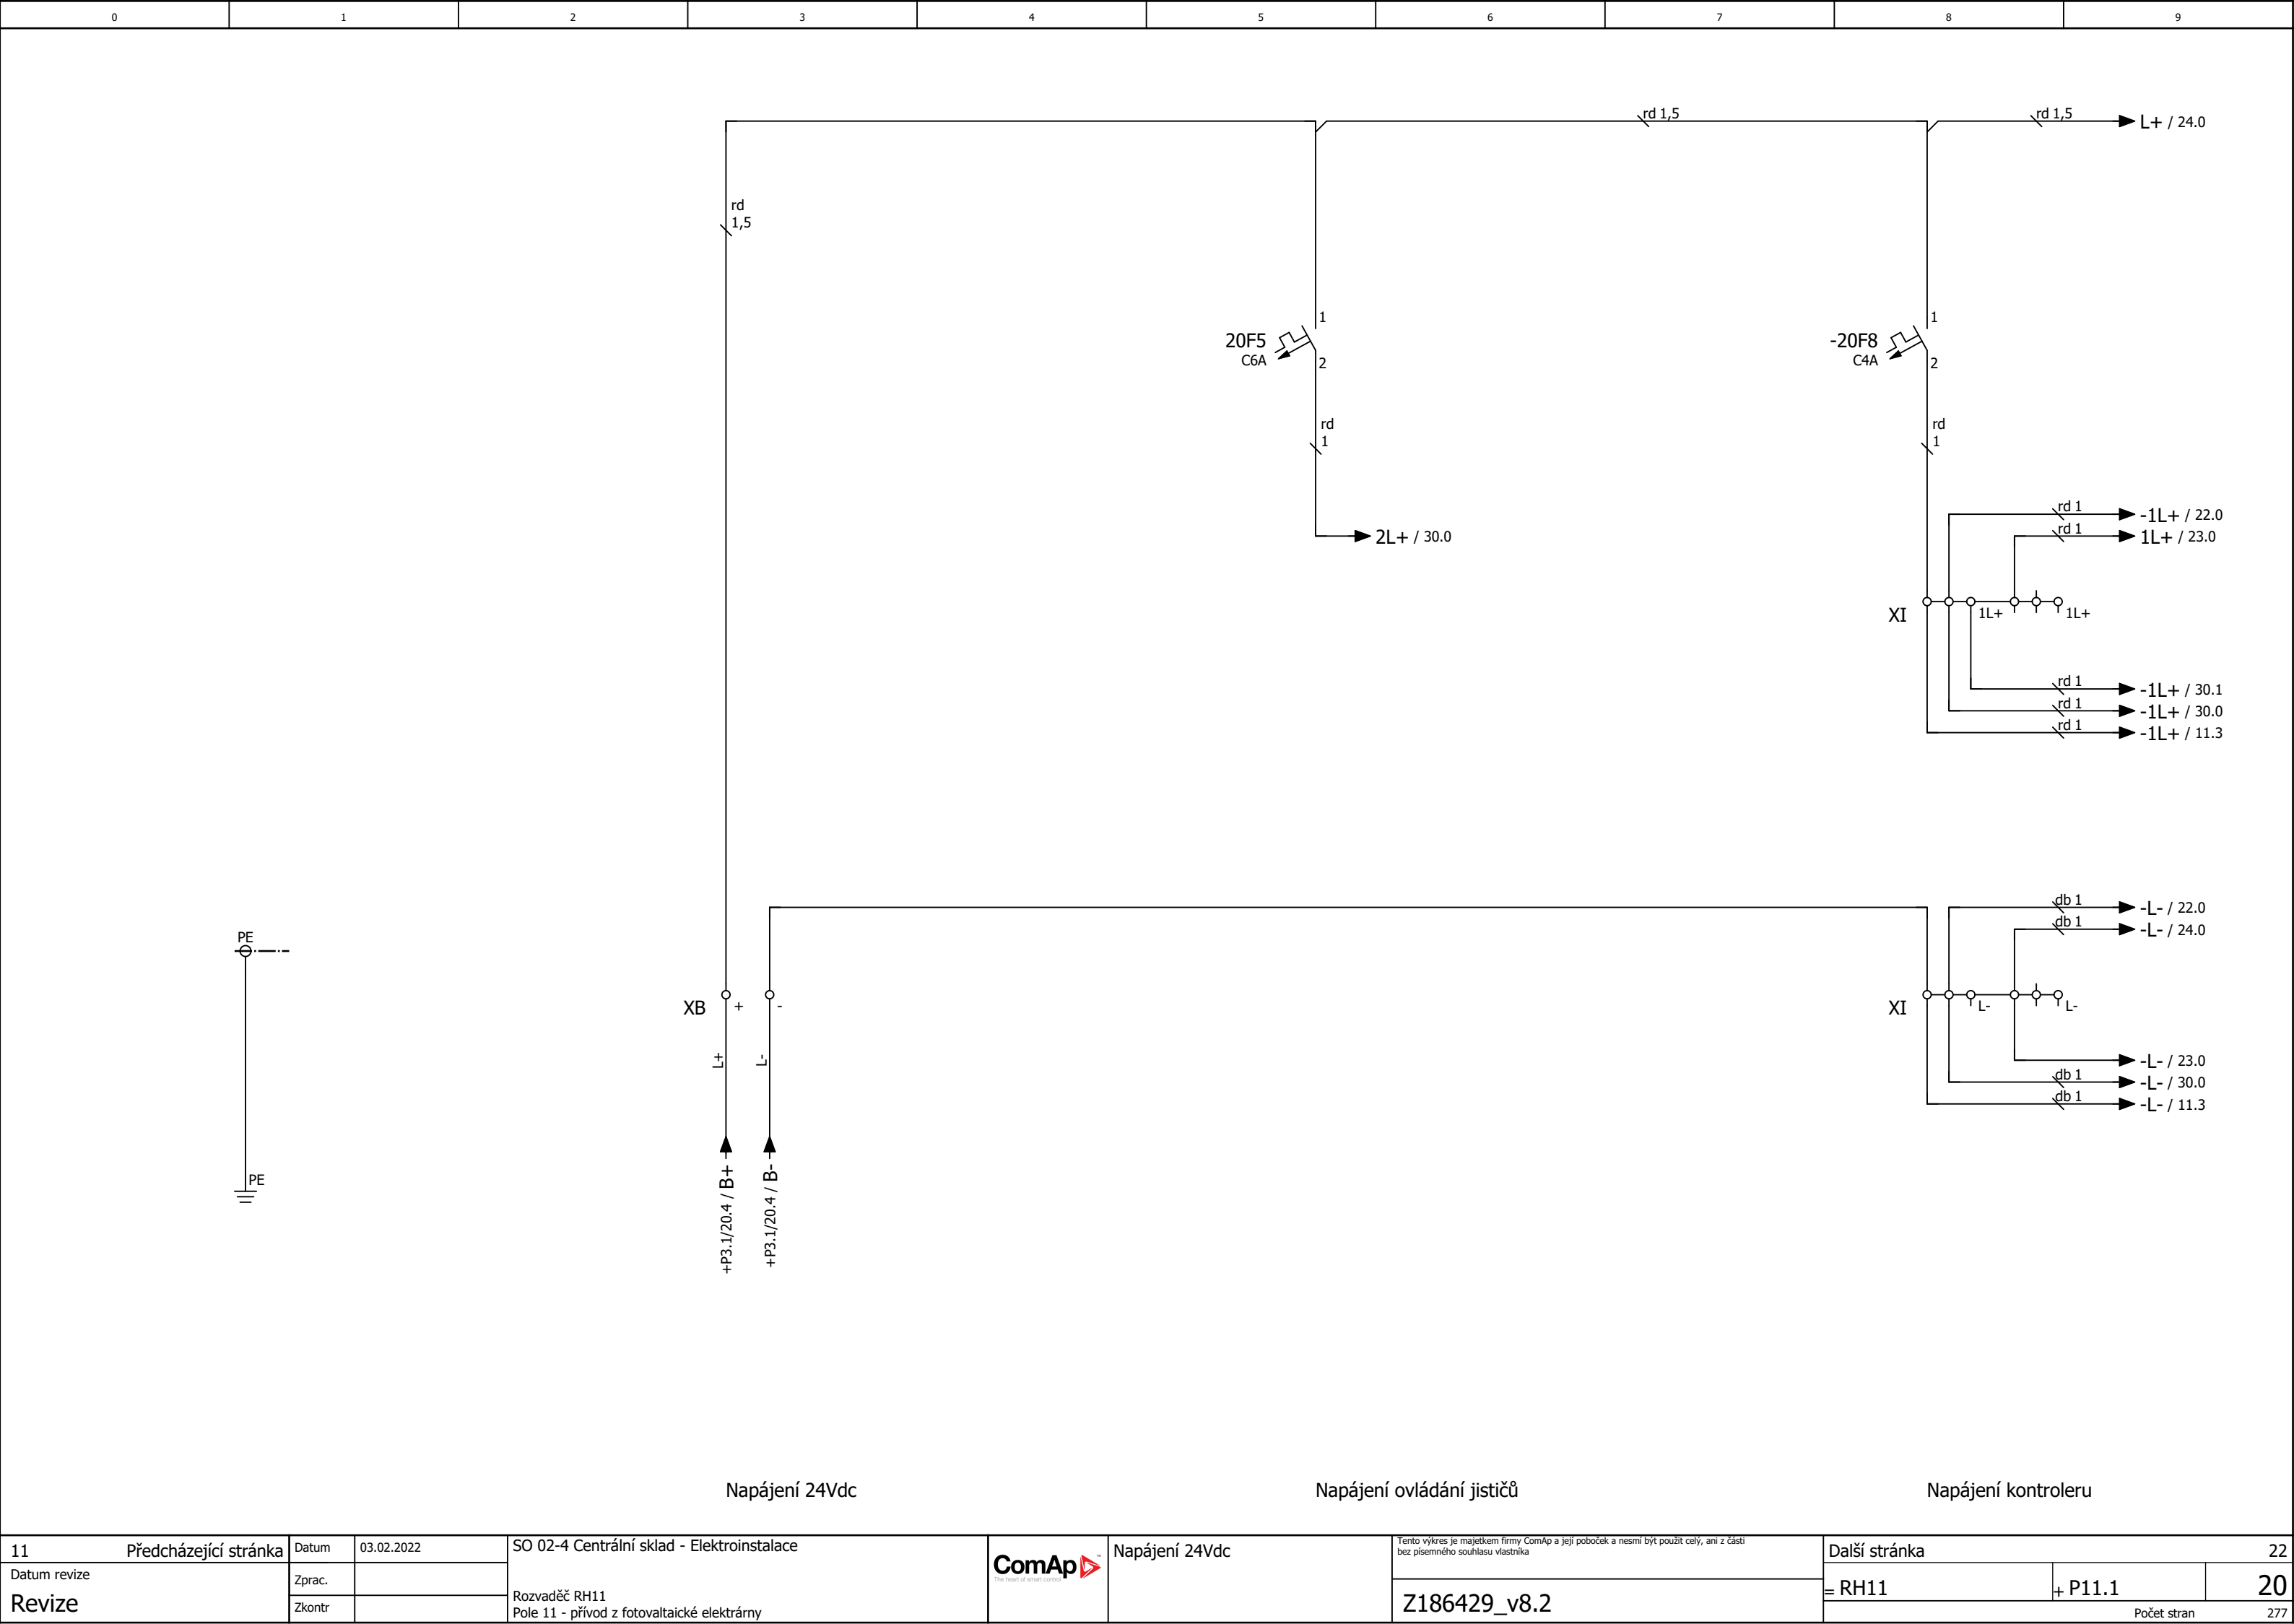 0 1 2 3 4 5 6 7 8 9
rd 1,5
rd 1,5
L+ / 24.0
rd
1,5
1
20F5
C6A
2
1
-20F8
C4A
2
rd
1
rd
1
2L+ / 30.0
rd 1
-1L+ / 22.0
rd 1
1L+ / 23.0
XI
1L+
1L+
rd 1
-1L+ / 30.1
rd 1
-1L+ / 30.0
rd 1
-1L+ / 11.3
db 1
-L- / 22.0
db 1
-L- / 24.0
PE
XB
+
-
XI
L-
L-
L+
L-
-L- / 23.0
db 1
-L- / 30.0
db 1
-L- / 11.3
PE
+P3.1/20.4 / B+
+P3.1/20.4 / B-
Napájení 24Vdc
Napájení ovládání jističů
Napájení kontroleru
11 Předcházející stránka
Datum revize
Revize
Datum 03.02.2022
Zprac.
Zkontr
SO 02-4 Centrální sklad - Elektroinstalace
Rozvaděč RH11
Pole 11 - přívod z fotovaltaické elektrárny
ComAp
The heart of smart control
Napájení 24Vdc
Tento výkres je majetkem firmy ComAp a její poboček a nesmí být použit celý, ani z části
bez písemného souhlasu vlastníka
Z186429_v8.2
Další stránka 22
= RH11 + P11.1 20
Počet stran 277